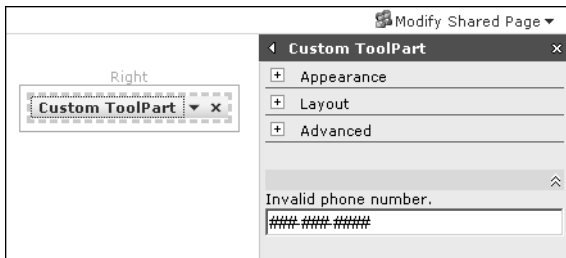 Modify Shared Page
Custom ToolPart x
Right
Custom ToolPart x
+ Appearance
+ Layout
+ Advanced
Invalid phone number.
###-###-####